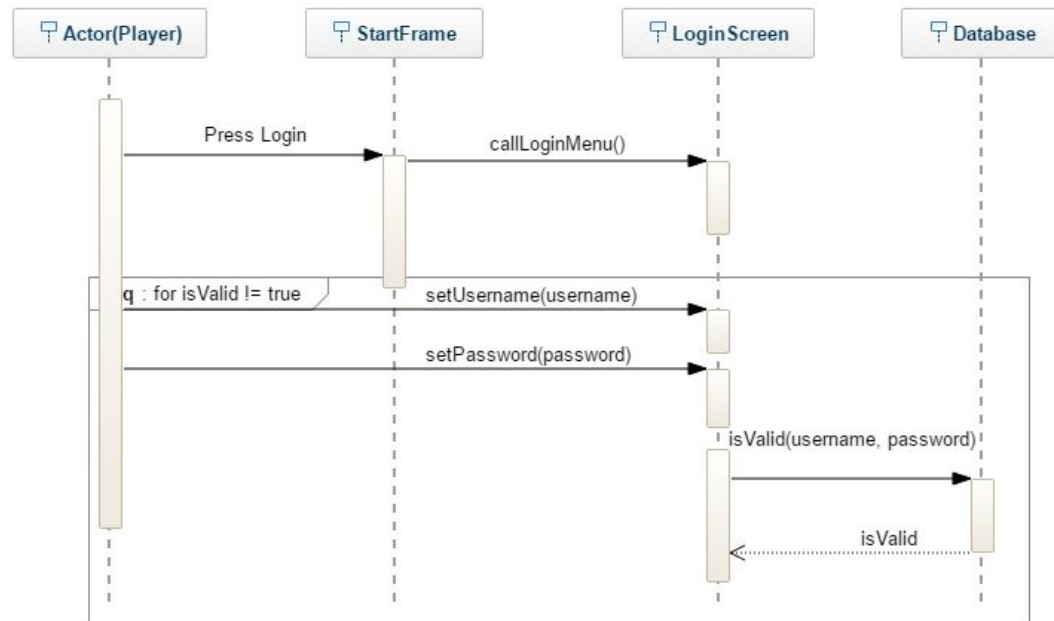 Actor(Player)
StartFrame
LoginScreen
Database
Press Login
callLoginMenu()
q : for isValid != true
setUsername(username)
setPassword(password)
isValid(username, password)
isValid